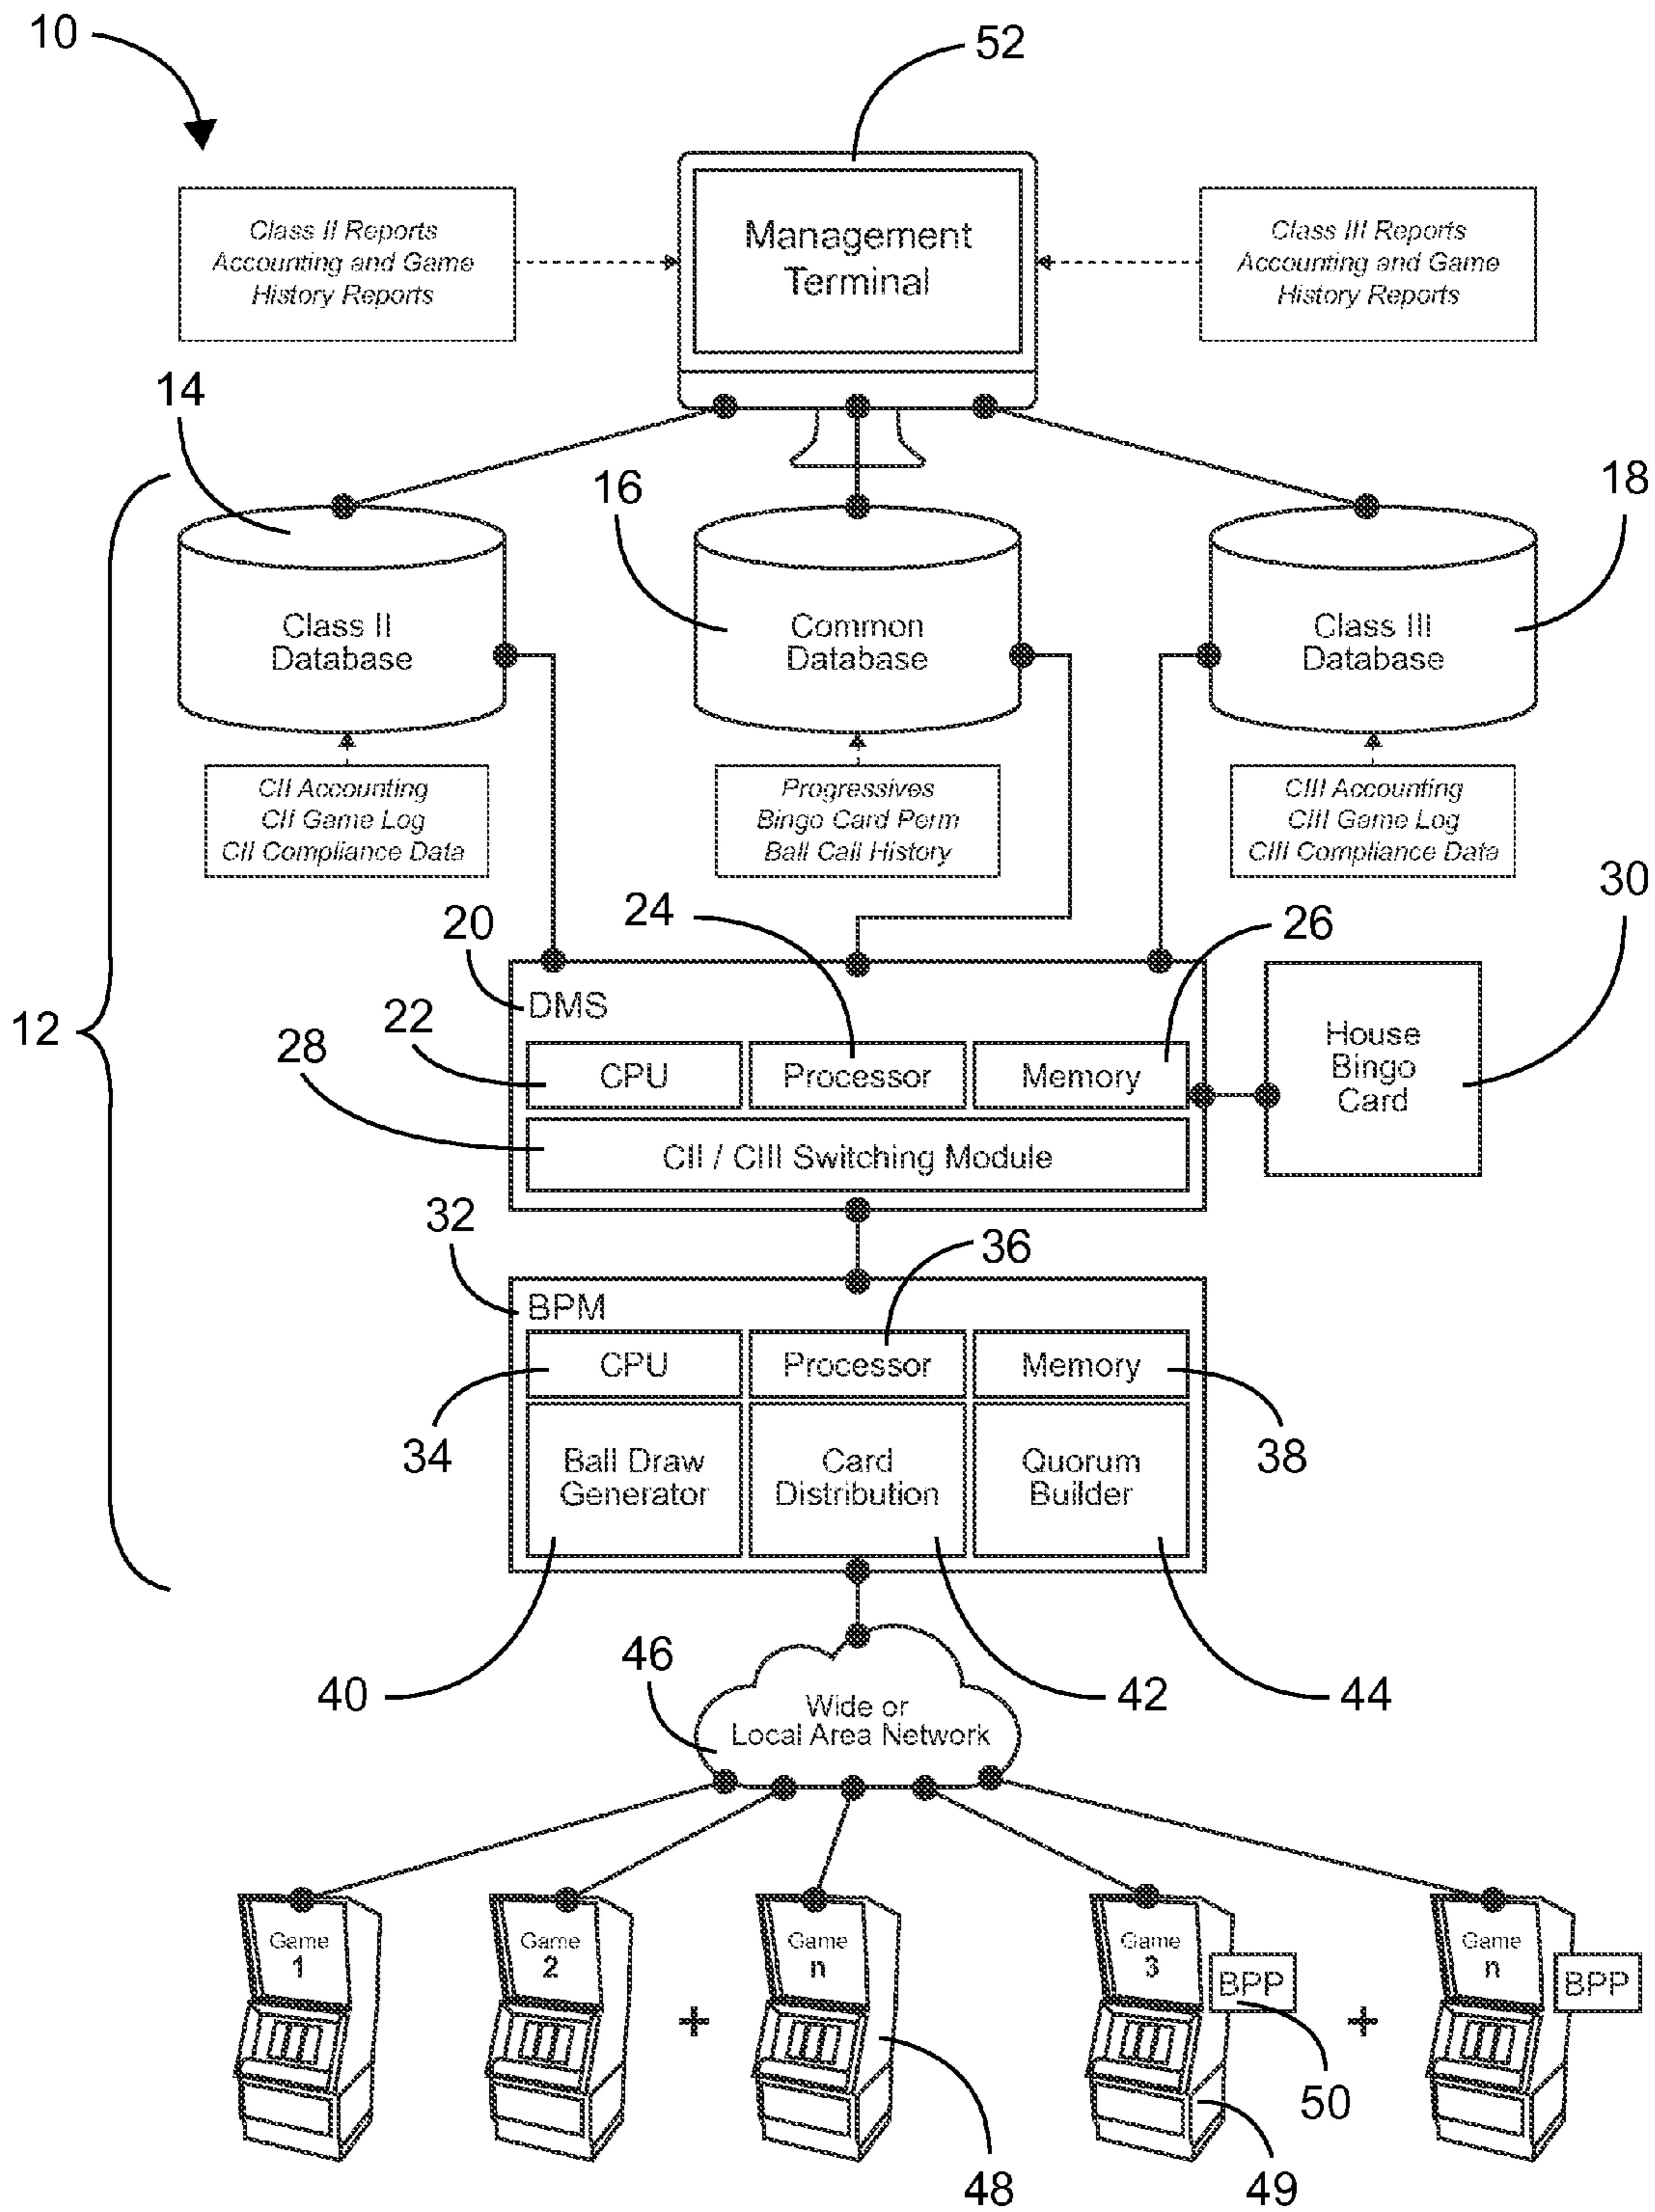 10
52
Class II Reports
Accounting and Game
History Reports
Management
Terminal
Class III Reports
Accounting and Game
History Reports
14
16
18
12
Class II
Database
Common
Database
Class III
Database
CII Accounting
CII Game Log
CII Compliance Data
Progressives
Bingo Card Perm
Ball Call History
CIII Accounting
CIII Game Log
CIII Compliance Data
20
24
26
30
DMS
22
28
CPU
Processor
Memory
House
Bingo
Card
CII / CIII Switching Module
32
36
BPM
CPU
Processor
Memory
34
38
Ball Draw
Generator
Card
Distribution
Quorum
Builder
40
46
42
44
Wide or
Local Area Network
Game
1
Game
2
+
Game
n
Game
3
BPP
+
Game
n
BPP
48
49
50